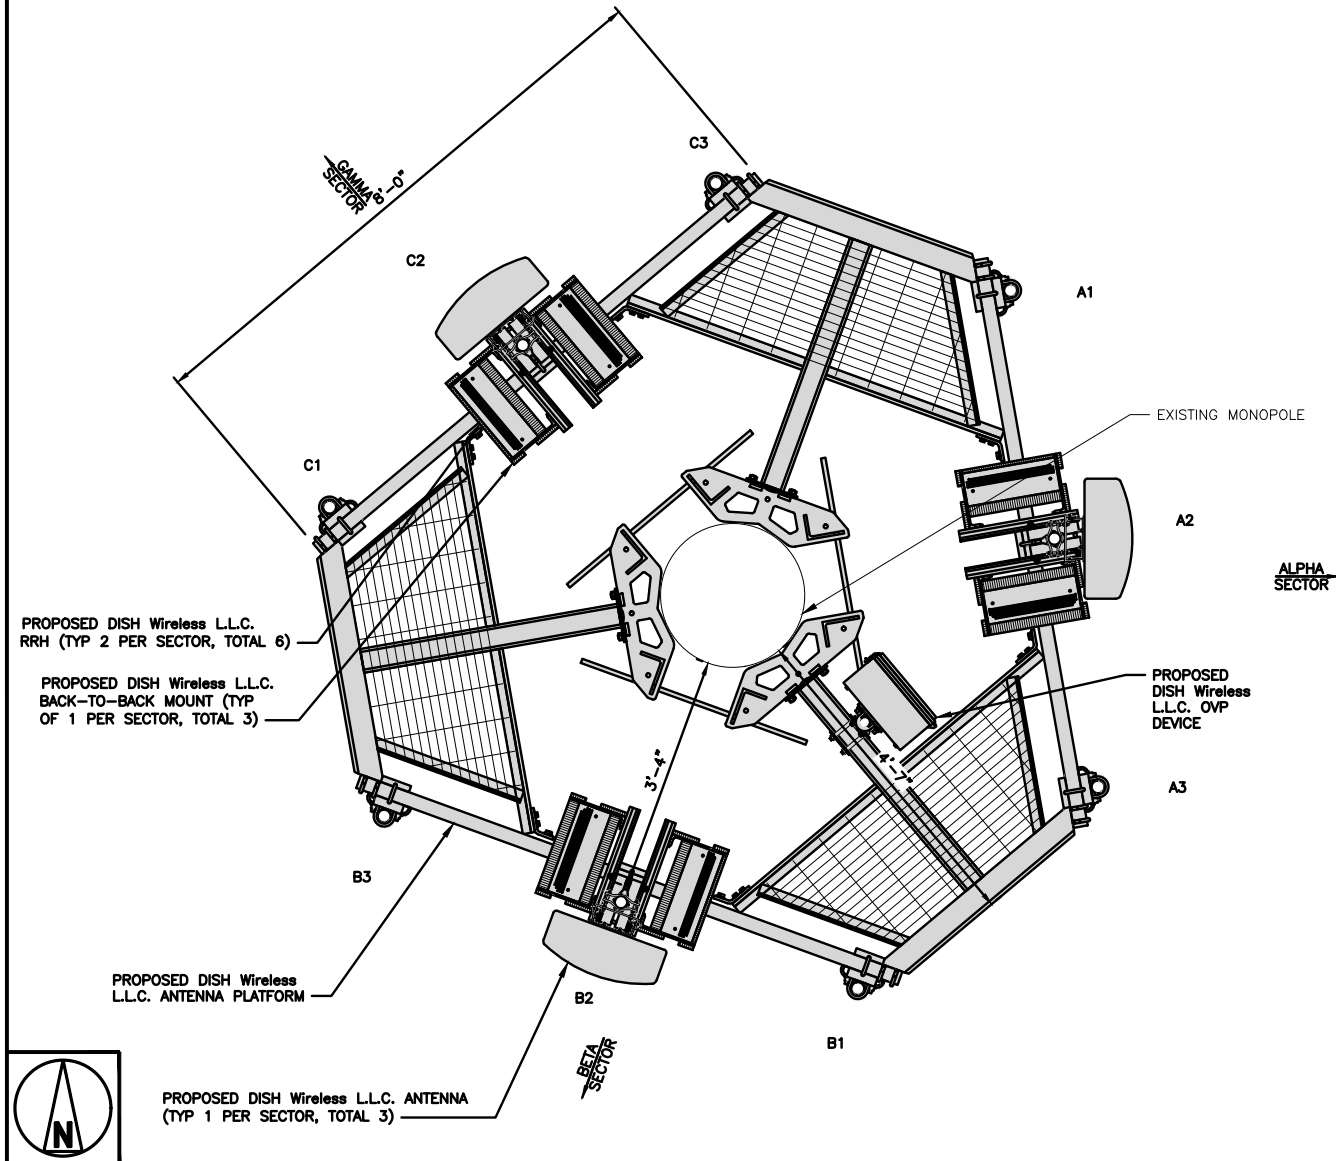 C3
GAMMA
SECTOR
8'-0"
C2
A1
EXISTING MONOPOLE
C1
A2
ALPHA
SECTOR
PROPOSED DISH Wireless L.L.C.
RRH (TYP 2 PER SECTOR, TOTAL 6)
PROPOSED DISH Wireless L.L.C.
BACK-TO-BACK MOUNT (TYP
OF 1 PER SECTOR, TOTAL 3)
PROPOSED
DISH Wireless
L.L.C. OVP
DEVICE
3'-4"
4'-7"
A3
B3
PROPOSED DISH Wireless
L.L.C. ANTENNA PLATFORM
B2
B1
BETA
SECTOR
PROPOSED DISH Wireless L.L.C. ANTENNA
(TYP 1 PER SECTOR, TOTAL 3)
N